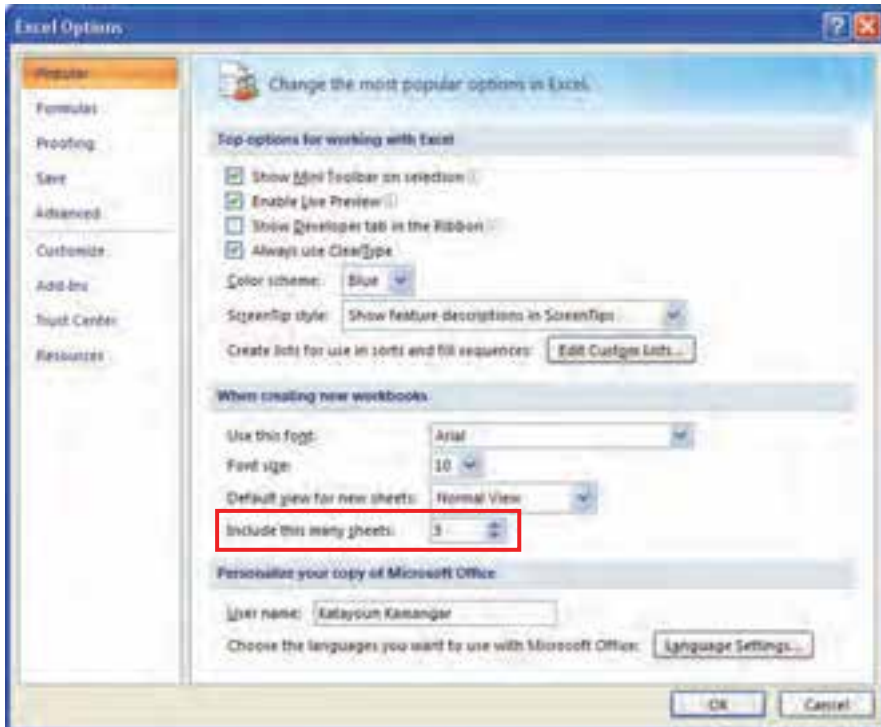 Excel Options
Popular
Formulas
Proofing
Save
Advanced
Customize
Add-Ins
Trust Center
Resources
Change the most popular options in Excel.
Top options for working with Excel
Show Mini Toolbar on selection
Enable Live Preview
Show Developer tab in the Ribbon
Always use ClearType
Color scheme: Blue
ScreenTip style: Show feature descriptions in ScreenTips
Create lists for use in sorts and fill sequences: Edit Custom Lists...
When creating new workbooks
Use this font: Arial
Font size: 10
Default view for new sheets: Normal View
Include this many sheets: 3
Personalize your copy of Microsoft Office
User name: Katayoun Kamangar
Choose the languages you want to use with Microsoft Office: Language Settings...
OK Cancel